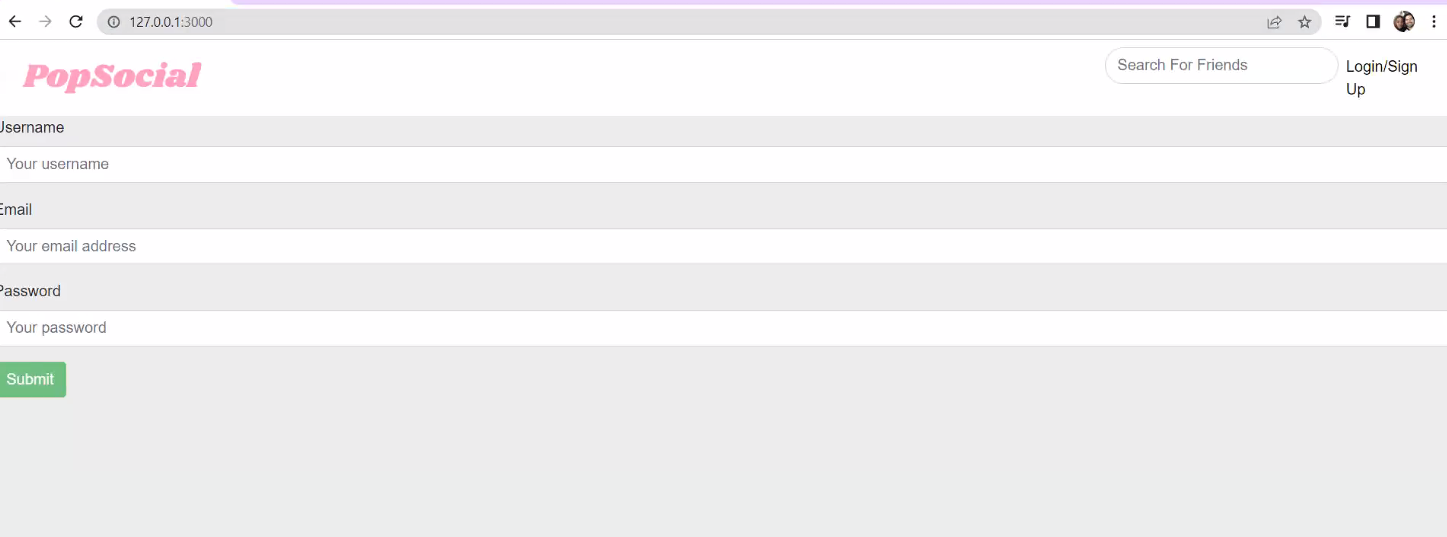 127.0.0.1:3000
PopSocial
Search For Friends
Login/Sign
Up
Username
Your username
Email
Your email address
Password
Your password
Submit